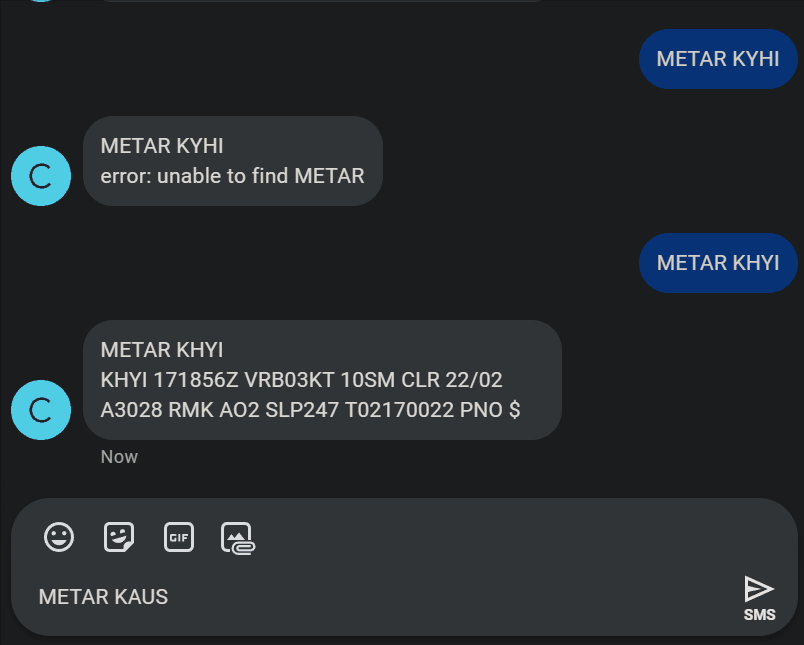 METAR KYHI
C
METAR KYHI
error: unable to find METAR
METAR KHYI
C
METAR KHYI
KHYI 171856Z VRB03KT 10SM CLR 22/02
A3028 RMK AO2 SLP247 T02170022 PNO $
Now
GIF
METAR KAUS
SMS